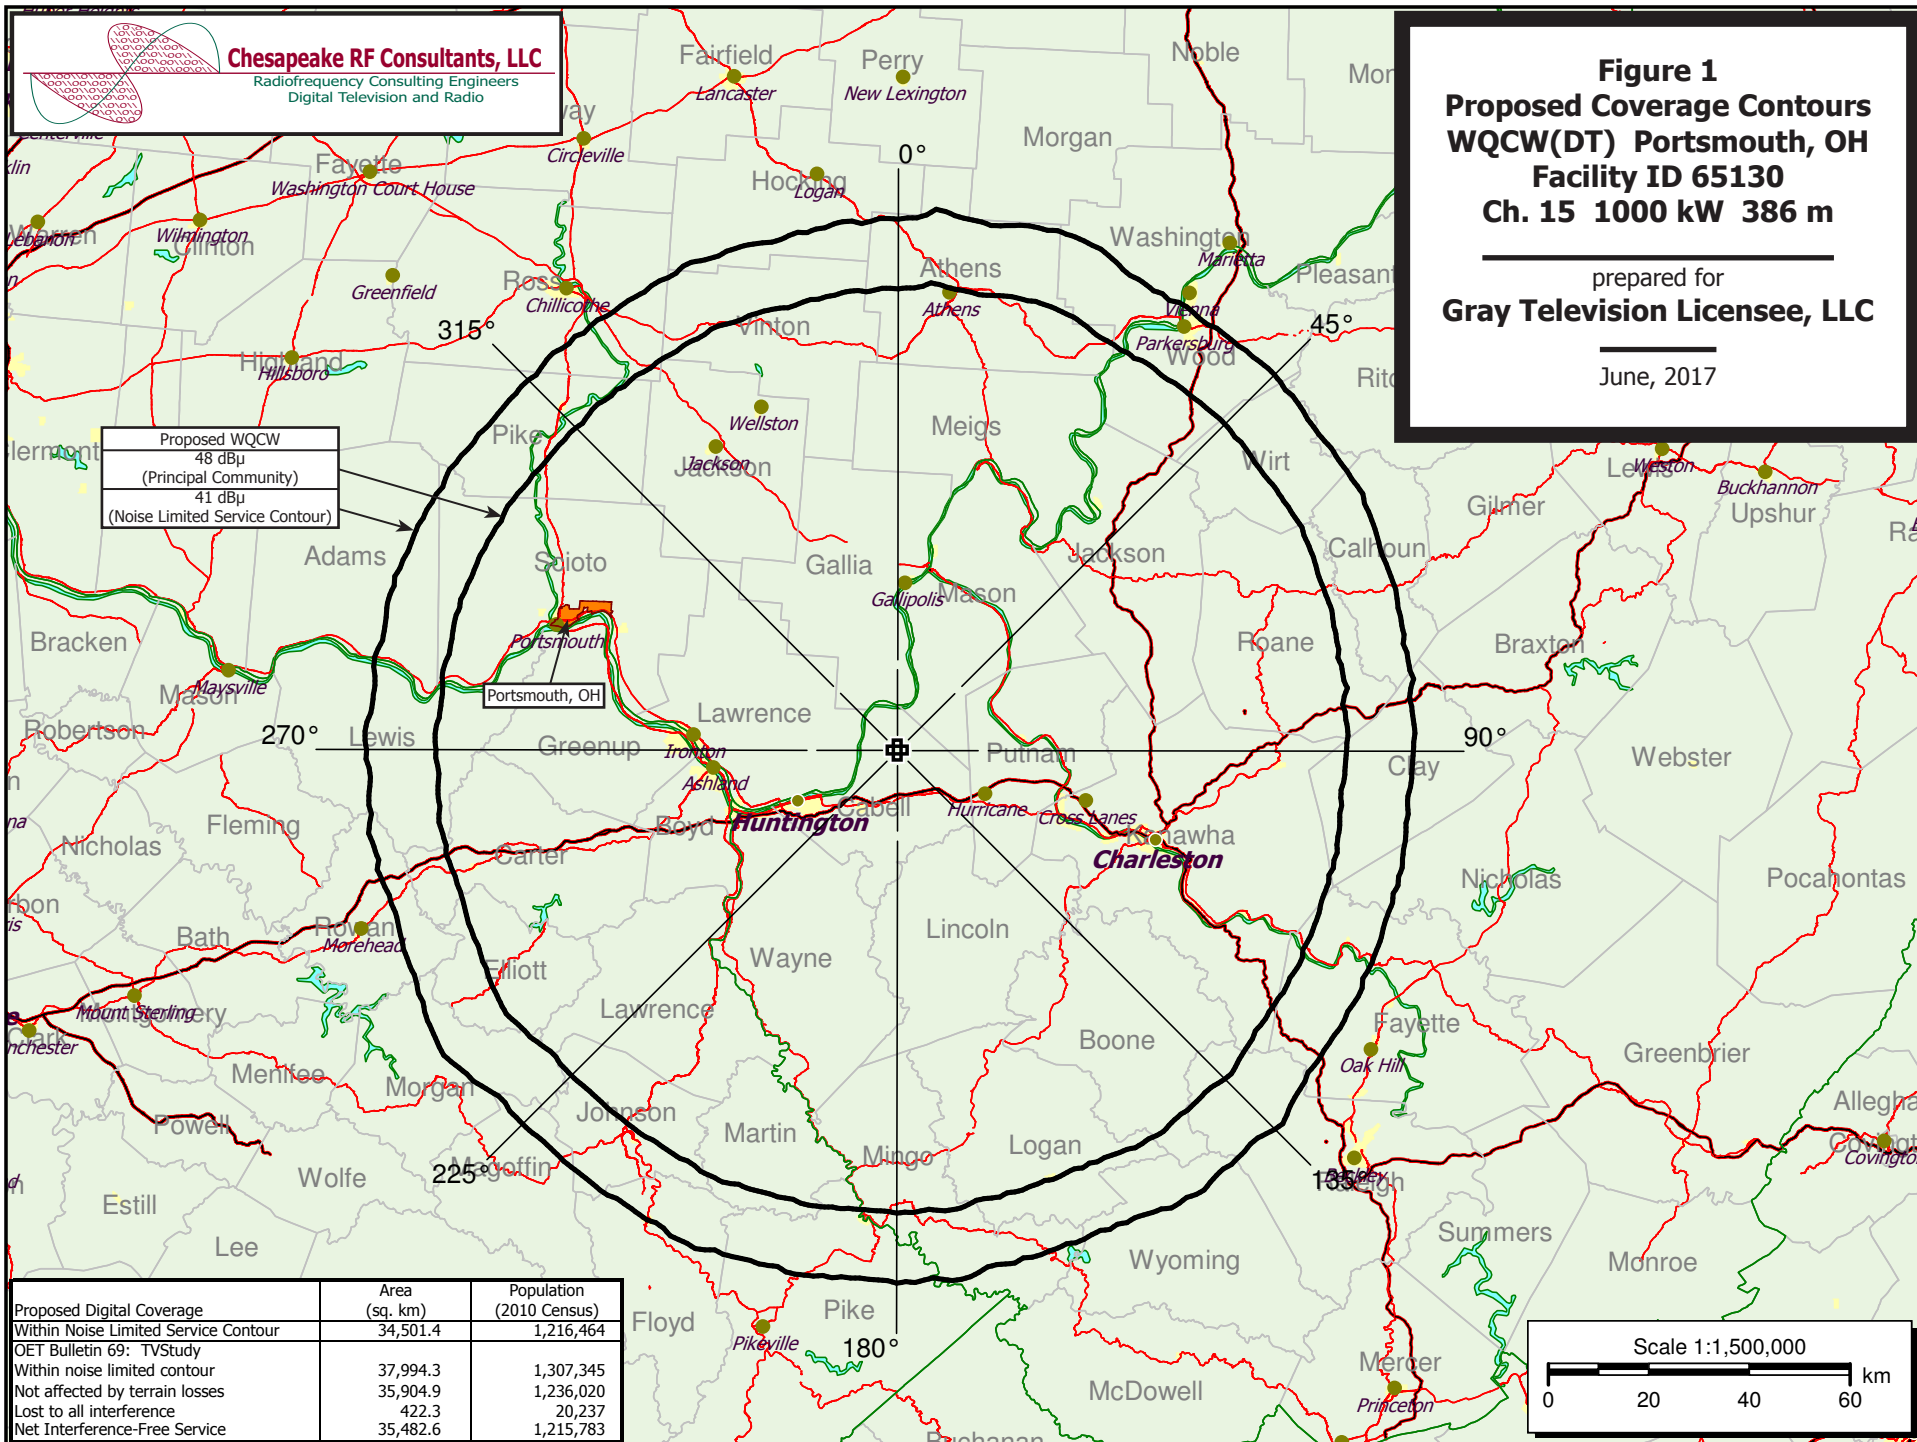 Chesapeake RF Consultants, LLC
Radiofrequency Consulting Engineers
Digital Television and Radio
Figure 1
Proposed Coverage Contours
WQCW(DT) Portsmouth, OH
Facility ID 65130
Ch. 15 1000 kW 386 m
prepared for
Gray Television Licensee, LLC
June, 2017
Fairfield
Lancaster
Perry
New Lexington
Noble
Morgan
Circleville
Fayette
Washington Court House
Hocking
Logan
0°
Wilmington
Clinton
Warren
Washington
Marietta
Athens
Athens
Greenfield
Ross
Chillicothe
Vienna
Parkersburg
Wood
315°
Vinton
45°
Highland
Hillsboro
Wellston
Pike
Meigs
Jackson
Jackson
Wirt
Lewis
Weston
Buckhannon
Upshur
Gilmer
Proposed WQCW
48 dBµ
(Principal Community)
41 dBµ
(Noise Limited Service Contour)
Adams
Scioto
Gallia
Jackson
Calhoun
Gallipolis
Mason
Portsmouth
Bracken
Roane
Braxton
Maysville
Mason
Portsmouth, OH
Robertson
Lawrence
270°
Lewis
Greenup
Ironton
Putnam
90°
Clay
Webster
Ashland
Hurricane
Cross Lanes
Huntington
Cabell
Fleming
Boyd
Kanawha
Nicholas
Carter
Charleston
Nicholas
Pocahontas
Rowan
Morehead
Bath
Lincoln
Elliott
Wayne
Mount Sterling
Montgomery
Lawrence
Clark
Fayette
Boone
Oak Hill
Greenbrier
Menifee
Morgan
Johnson
Powell
Martin
Logan
Mingo
Covington
Magoffin
225°
135°
Beckley
Raleigh
Wolfe
Estill
Lee
Summers
Wyoming
Monroe
Floyd
Pike
Pikeville
180°
McDowell
Mercer
Princeton
Buchanan
Proposed Digital Coverage Area (sq. km) Population (2010 Census)
Within Noise Limited Service Contour 34,501.4 1,216,464
OET Bulletin 69: TVStudy
Within noise limited contour 37,994.3 1,307,345
Not affected by terrain losses 35,904.9 1,236,020
Lost to all interference 422.3 20,237
Net Interference-Free Service 35,482.6 1,215,783
Scale 1:1,500,000
km
0 20 40 60